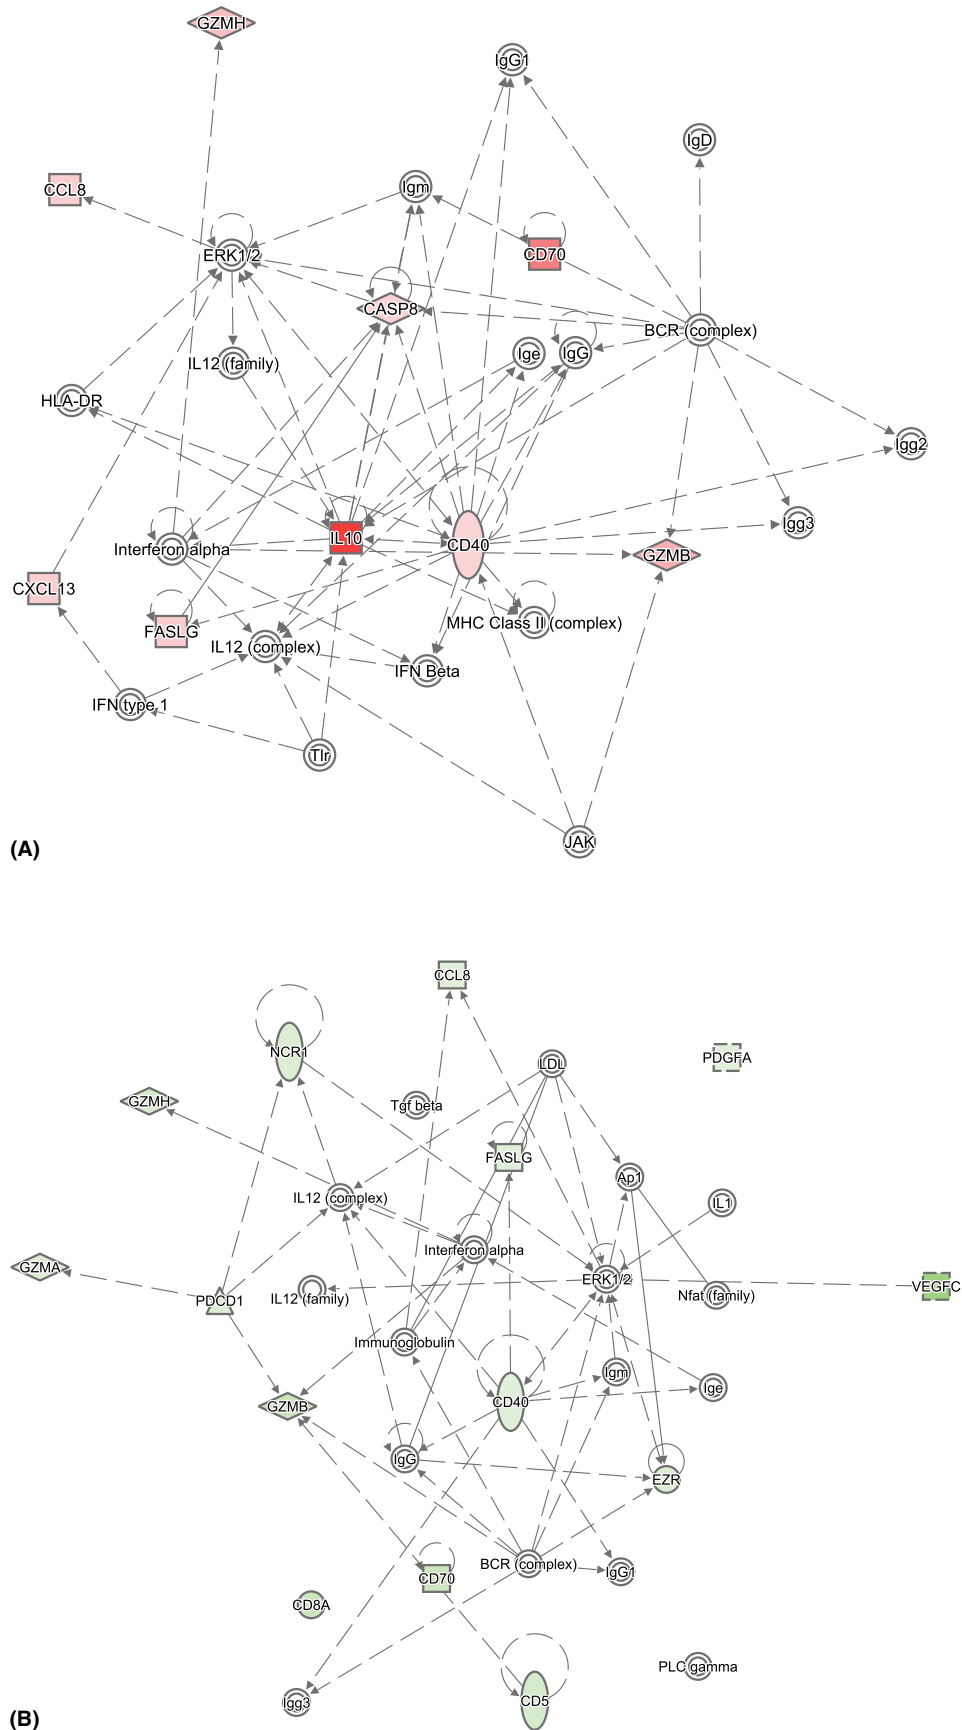 GZMH
IgG1
IgD
CCL8
Igm
ERK1/2
CD70
CASP8
BCR (complex)
IL12 (family)
Ige
IgG
HLA-DR
Igg2
Igg3
IL10
CD40
Interferon alpha
GZMB
CXCL13
FASLG
MHC Class II (complex)
IL12 (complex)
IFN Beta
IFN type 1
Tlr
JAK
(A)
CCL8
NCR1
PDGFA
LDL
GZMH
Tgf beta
FASLG
Ap1
IL12 (complex)
IL1
Interferon alpha
GZMA
ERK1/2
PDCD1
IL12 (family)
Nfat (family)
VEGFC
Immunoglobulin
Igm
Ige
CD40
GZMB
IgG
EZR
BCR (complex)
IgG1
CD70
CD8A
PLC gamma
Igg3
CD5
(B)